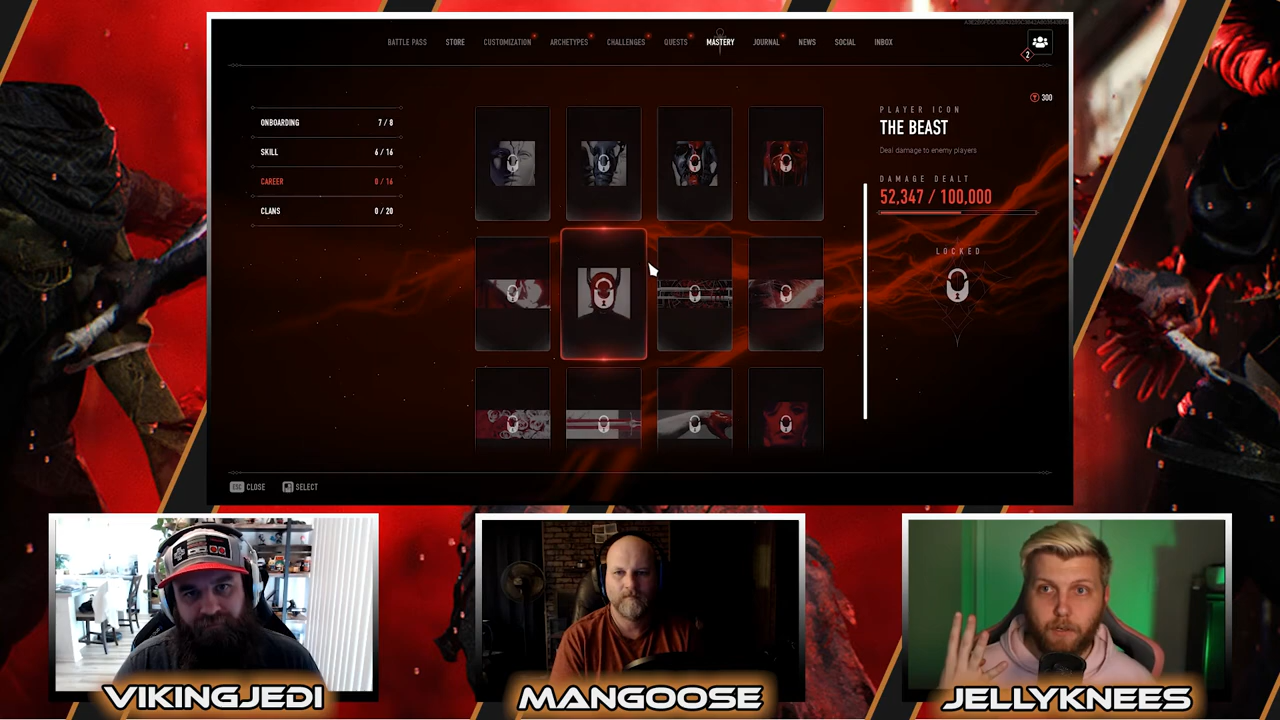 BATTLE PASS STORE CUSTOMIZATION ARCHETYPES CHALLENGES QUESTS MASTERY JOURNAL NEWS SOCIAL INBOX
2
300
ONBOARDING 7 / 8
SKILL 6 / 16
CAREER 0 / 16
CLANS 0 / 20
PLAYER ICON
THE BEAST
Deal damage to enemy players
DAMAGE DEALT
52,347 / 100,000
LOCKED
ESC CLOSE SELECT
VIKINGJEDI
MANGOOSE
JELLYKNEES